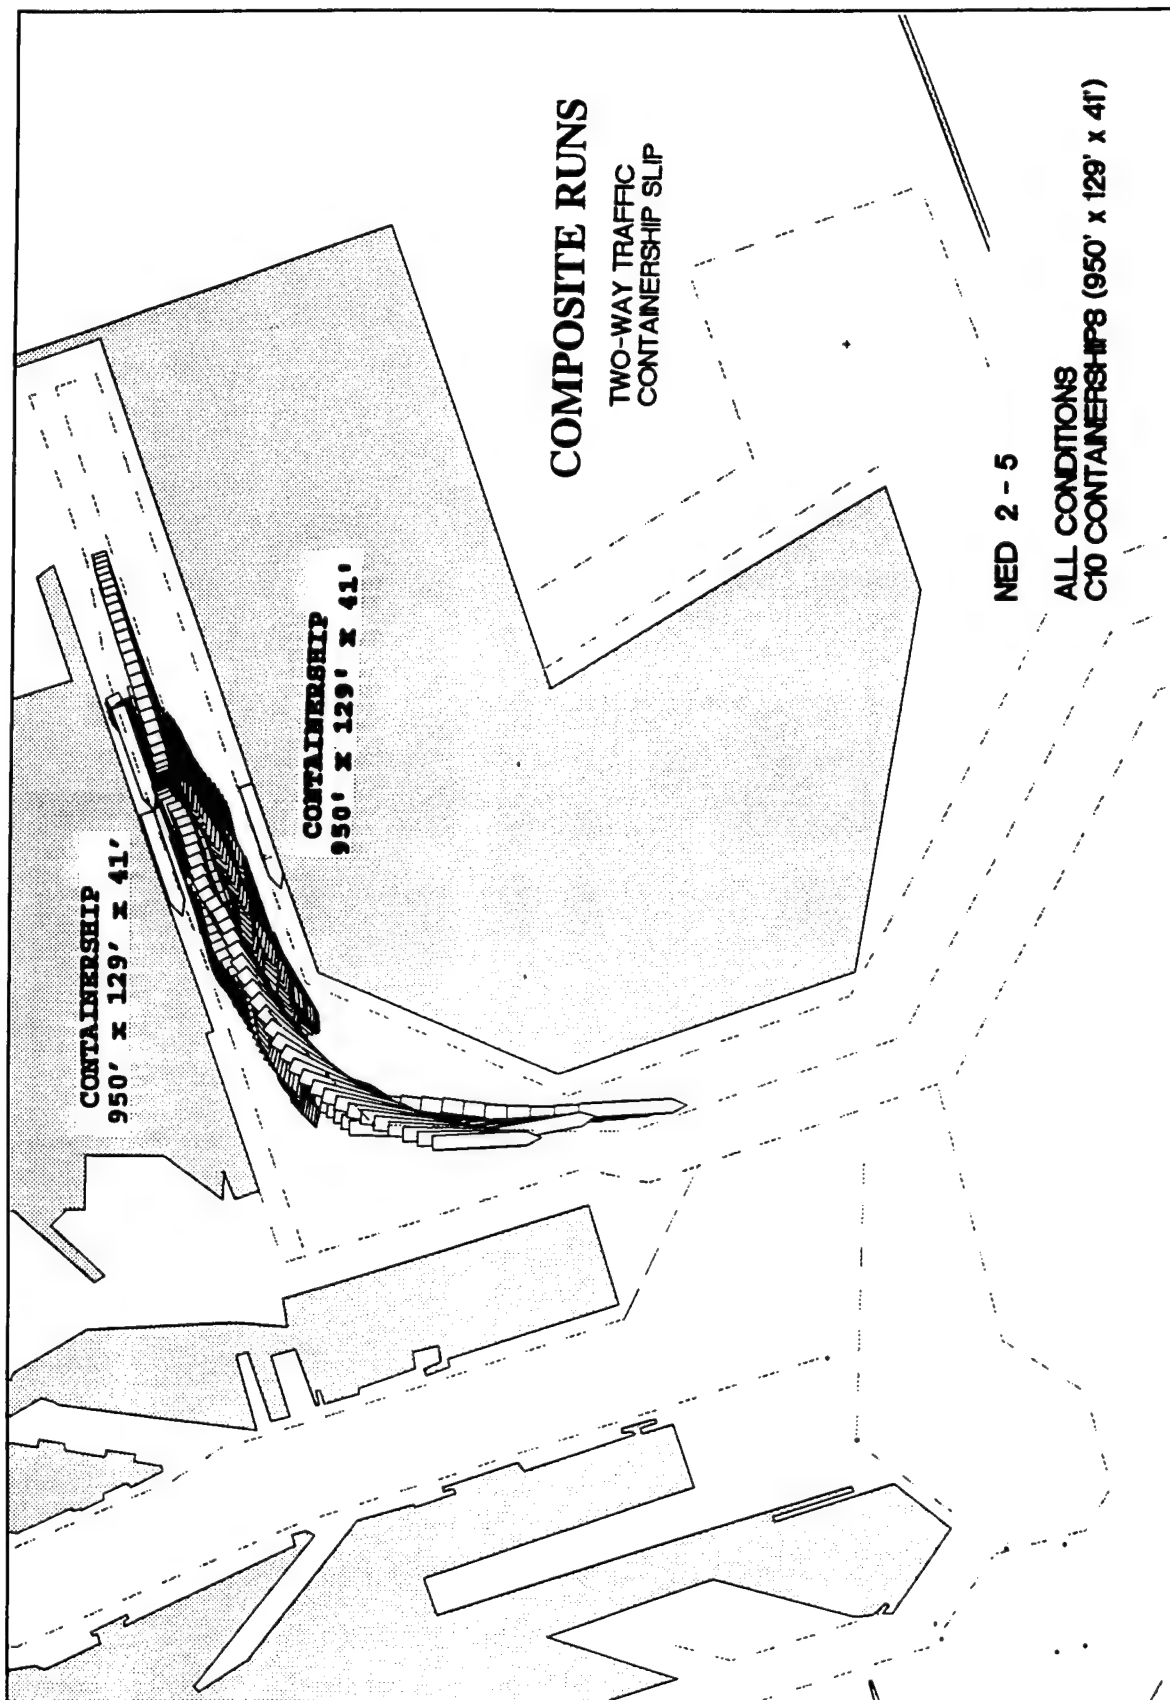 COMPOSITE RUNS
TWO-WAY TRAFFIC
CONTAINERSHIP SLIP
CONTAINERSHIP
950' x 129' x 41'
CONTAINERSHIP
950' x 129' x 41'
NED 2 - 5
ALL CONDITIONS
C10 CONTAINERSHIPS (950' x 129' x 41')